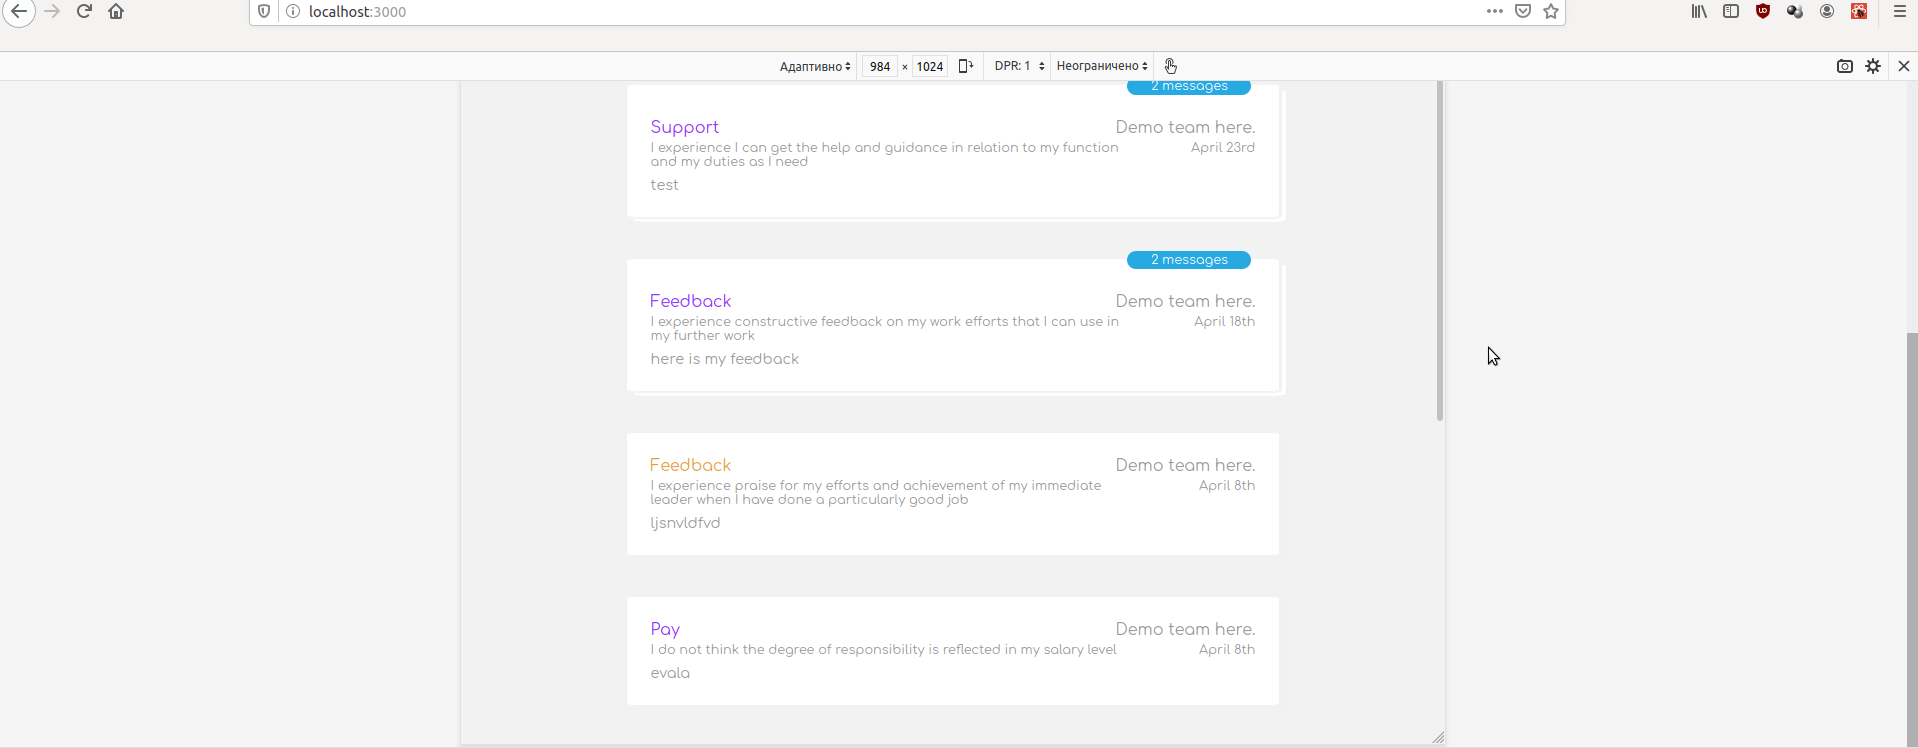 localhost:3000
Адаптивно 984 × 1024 DPR: 1 Неограничено
2 messages
Support Demo team here.
I experience I can get the help and guidance in relation to my function April 23rd
and my duties as I need
test
2 messages
Feedback Demo team here.
I experience constructive feedback on my work efforts that I can use in April 18th
my further work
here is my feedback
Feedback Demo team here.
I experience praise for my efforts and achievement of my immediate April 8th
leader when I have done a particularly good job
ljsnvldfvd
Pay Demo team here.
I do not think the degree of responsibility is reflected in my salary level April 8th
evala